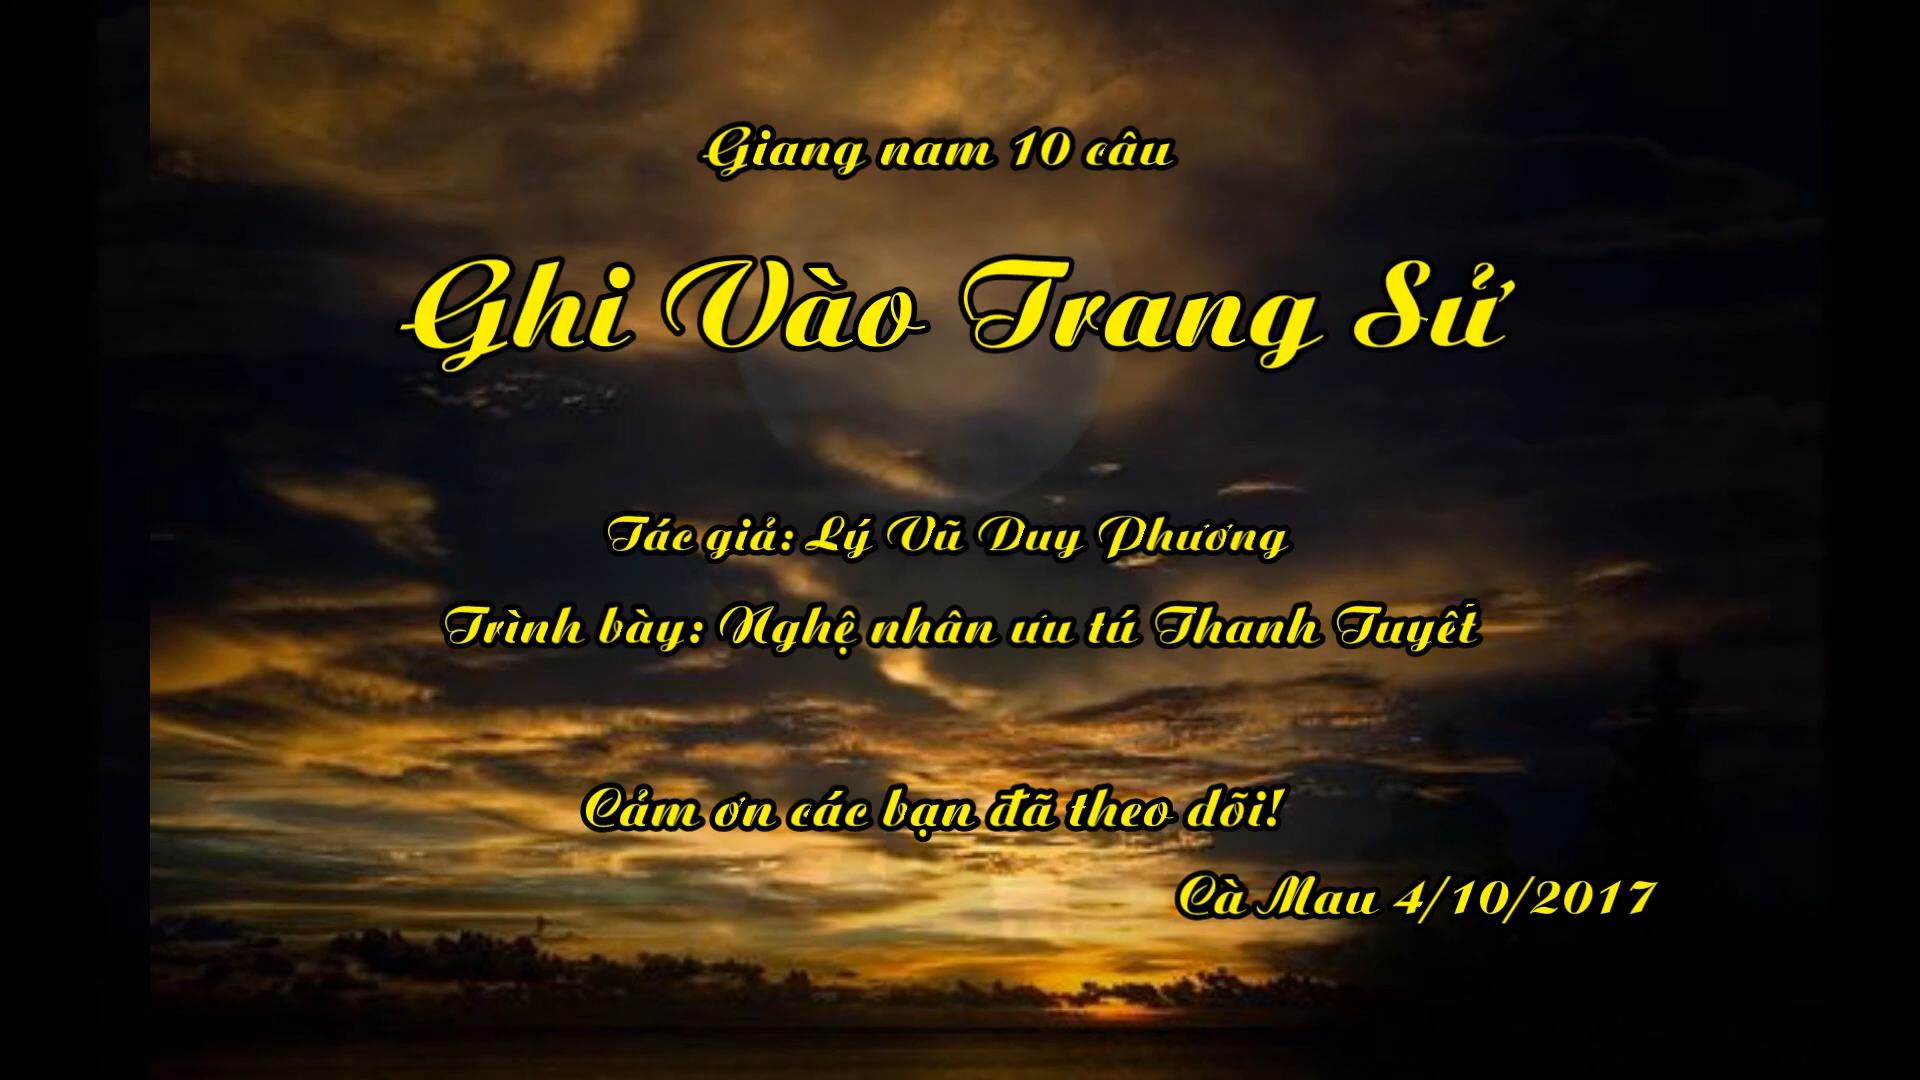 Giang nam 10 câu
Ghi Vào Trang Sử
Tác giả: Lý Vũ Duy Phương
Trình bày: Nghệ nhân ưu tú Thanh Tuyết
Cảm ơn các bạn đã theo dõi!
Cà Mau 4/10/2017